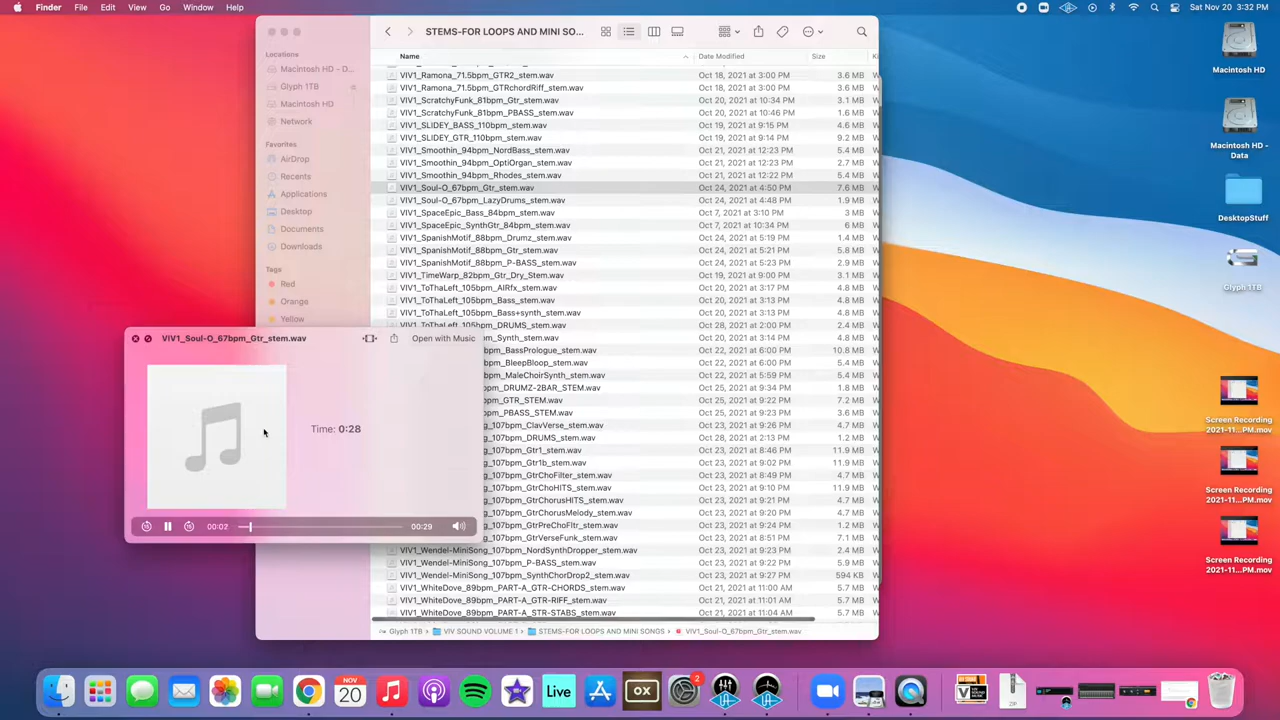 Finder File Edit View Go Window Help
Sat Nov 20 3:32 PM
STEMS-FOR LOOPS AND MINI SO...
Locations
Macintosh HD - D...
Glyph 1TB
Macintosh HD
Network
Favorites
AirDrop
Recents
Applications
Desktop
Documents
Downloads
Tags
Red
Orange
Yellow
Name Date Modified Size
VIV1_Ramona_71.5bpm_GTR2_stem.wav Oct 18, 2021 at 3:00 PM 3.6 MB W
VIV1_Ramona_71.5bpm_GTRchordRiff_stem.wav Oct 18, 2021 at 3:00 PM 3.6 MB W
VIV1_ScratchyFunk_81bpm_Gtr_stem.wav Oct 20, 2021 at 10:34 PM 3.1 MB W
VIV1_ScratchyFunk_81bpm_PBASS_stem.wav Oct 20, 2021 at 10:46 PM 1.6 MB W
VIV1_SLIDEY_BASS_110bpm_stem.wav Oct 19, 2021 at 9:15 PM 4.6 MB W
VIV1_SLIDEY_GTR_110bpm_stem.wav Oct 19, 2021 at 9:14 PM 9.2 MB W
VIV1_Smoothin_94bpm_NordBass_stem.wav Oct 21, 2021 at 12:23 PM 5.4 MB W
VIV1_Smoothin_94bpm_OptiOrgan_stem.wav Oct 21, 2021 at 12:23 PM 2.7 MB W
VIV1_Smoothin_94bpm_Rhodes_stem.wav Oct 21, 2021 at 12:22 PM 5.4 MB W
VIV1_Soul-O_67bpm_Gtr_stem.wav Oct 24, 2021 at 4:50 PM 7.6 MB W
VIV1_Soul-O_67bpm_LazyDrums_stem.wav Oct 24, 2021 at 4:48 PM 1.9 MB W
VIV1_SpaceEpic_Bass_84bpm_stem.wav Oct 7, 2021 at 3:10 PM 3 MB W
VIV1_SpaceEpic_SynthGtr_84bpm_stem.wav Oct 7, 2021 at 10:34 PM 6 MB W
VIV1_SpanishMotif_88bpm_Drumz_stem.wav Oct 24, 2021 at 5:19 PM 1.4 MB W
VIV1_SpanishMotif_88bpm_Gtr_stem.wav Oct 24, 2021 at 5:18 PM 5.8 MB W
VIV1_SpanishMotif_88bpm_P-BASS_stem.wav Oct 24, 2021 at 5:23 PM 2.9 MB W
VIV1_TimeWarp_82bpm_Gtr_Dry_Stem.wav Oct 19, 2021 at 9:00 PM 3.1 MB W
VIV1_ToThaLeft_105bpm_AIRfx_stem.wav Oct 20, 2021 at 3:17 PM 4.8 MB W
VIV1_ToThaLeft_105bpm_Bass_stem.wav Oct 20, 2021 at 3:13 PM 4.8 MB W
VIV1_ToThaLeft_105bpm_Bass+synth_stem.wav Oct 20, 2021 at 3:13 PM 4.8 MB W
VIV1_ToThaLeft_105bpm_DRUMS_stem.wav Oct 28, 2021 at 2:00 PM 2.4 MB W
_Synth_stem.wav Oct 20, 2021 at 3:14 PM 4.8 MB W
_BassPrologue_stem.wav Oct 22, 2021 at 6:00 PM 10.8 MB W
_BleepBloop_stem.wav Oct 22, 2021 at 6:00 PM 5.4 MB W
_MaleChoirSynth_stem.wav Oct 22, 2021 at 5:59 PM 5.4 MB W
_DRUMZ-2BAR_STEM.wav Oct 25, 2021 at 9:34 PM 1.8 MB W
_GTR_STEM.wav Oct 25, 2021 at 9:32 PM 7.2 MB W
_PBASS_STEM.wav Oct 25, 2021 at 9:33 PM 3.6 MB W
g_107bpm_ClavVerse_stem.wav Oct 23, 2021 at 9:26 PM 4.7 MB W
g_107bpm_DRUMS_stem.wav Oct 28, 2021 at 2:13 PM 1.2 MB W
g_107bpm_Gtr1_stem.wav Oct 23, 2021 at 8:46 PM 11.9 MB W
g_107bpm_Gtr1b_stem.wav Oct 23, 2021 at 9:02 PM 11.9 MB W
g_107bpm_GtrChoFilter_stem.wav Oct 23, 2021 at 9:24 PM 4.7 MB W
g_107bpm_GtrChoHITS_stem.wav Oct 23, 2021 at 9:10 PM 4.7 MB W
g_107bpm_GtrChorusHITS_stem.wav Oct 23, 2021 at 9:21 PM 4.7 MB W
g_107bpm_GtrChorusMelody_stem.wav Oct 23, 2021 at 9:20 PM 4.7 MB W
g_107bpm_GtrPreChoFltr_stem.wav Oct 23, 2021 at 9:24 PM 1.2 MB W
g_107bpm_GtrVerseFunk_stem.wav Oct 23, 2021 at 9:23 PM 7.1 MB W
VIV1_Wendel-MiniSong_107bpm_NordSynthDropper_stem.wav Oct 23, 2021 at 9:23 PM 2.4 MB W
VIV1_Wendel-MiniSong_107bpm_P-BASS_stem.wav Oct 23, 2021 at 9:22 PM 5.9 MB W
VIV1_Wendel-MiniSong_107bpm_SynthChorDrop2_stem.wav Oct 23, 2021 at 9:27 PM 594 KB W
VIV1_WhiteDove_89bpm_PART-A_GTR-CHORDS_stem.wav Oct 31, 2021 at 11:00 AM 5.7 MB W
VIV1_WhiteDove_89bpm_PART-A_GTR-RIFF_stem.wav Oct 31, 2021 at 11:01 AM 5.7 MB W
VIV1_WhiteDove_89bpm_PART-A_GTR-STABS_stem.wav Oct 31, 2021 at 11:04 AM 5.7 MB W
Glyph 1TB › VIV SOUND VOLUME 1 › STEMS-FOR LOOPS AND MINI SONGS › VIV1_Soul-O_67bpm_Gtr_stem.wav
VIV1_Soul-O_67bpm_Gtr_stem.wav Open with Music
Time: 0:28
00:02 00:29
Macintosh HD
Macintosh HD -
Data
DesktopStuff
Glyph 1TB
Screen Recording
2021-11...PM.mov
Screen Recording
2021-11...PM.mov
Screen Recording
2021-11...PM.mov
NOV
20
Live
OX
2
ZIP